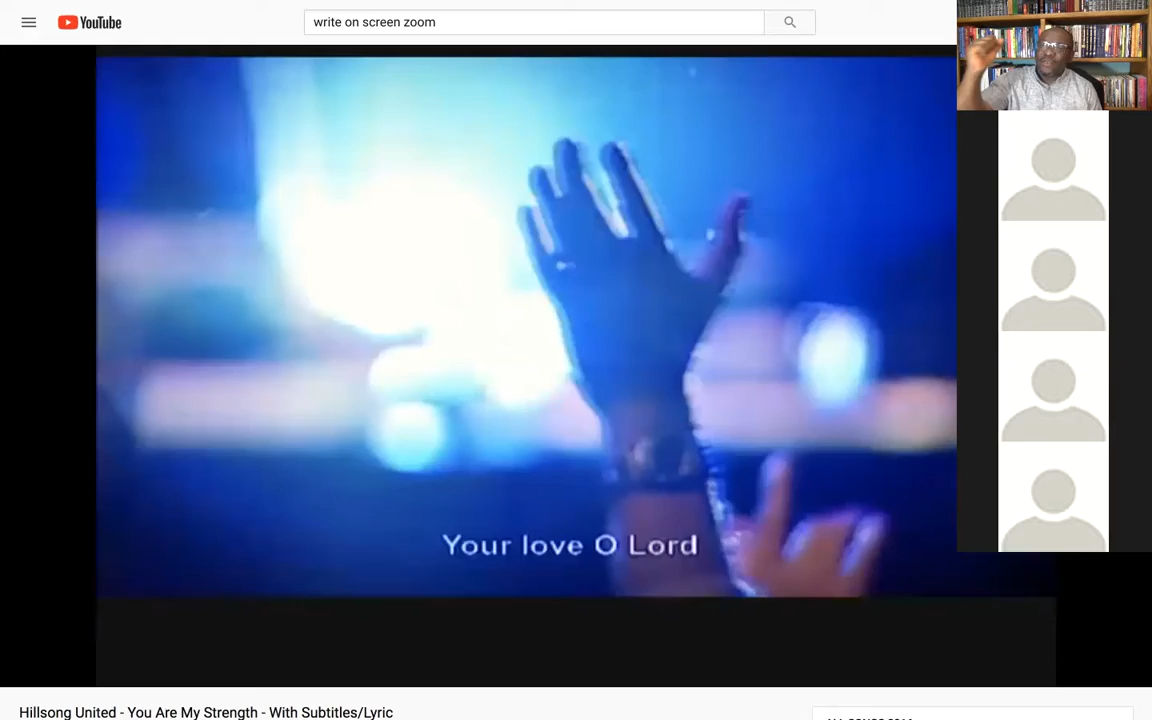 YouTube
write on screen zoom
Your love O Lord
Hillsong United - You Are My Strength - With Subtitles/Lyric